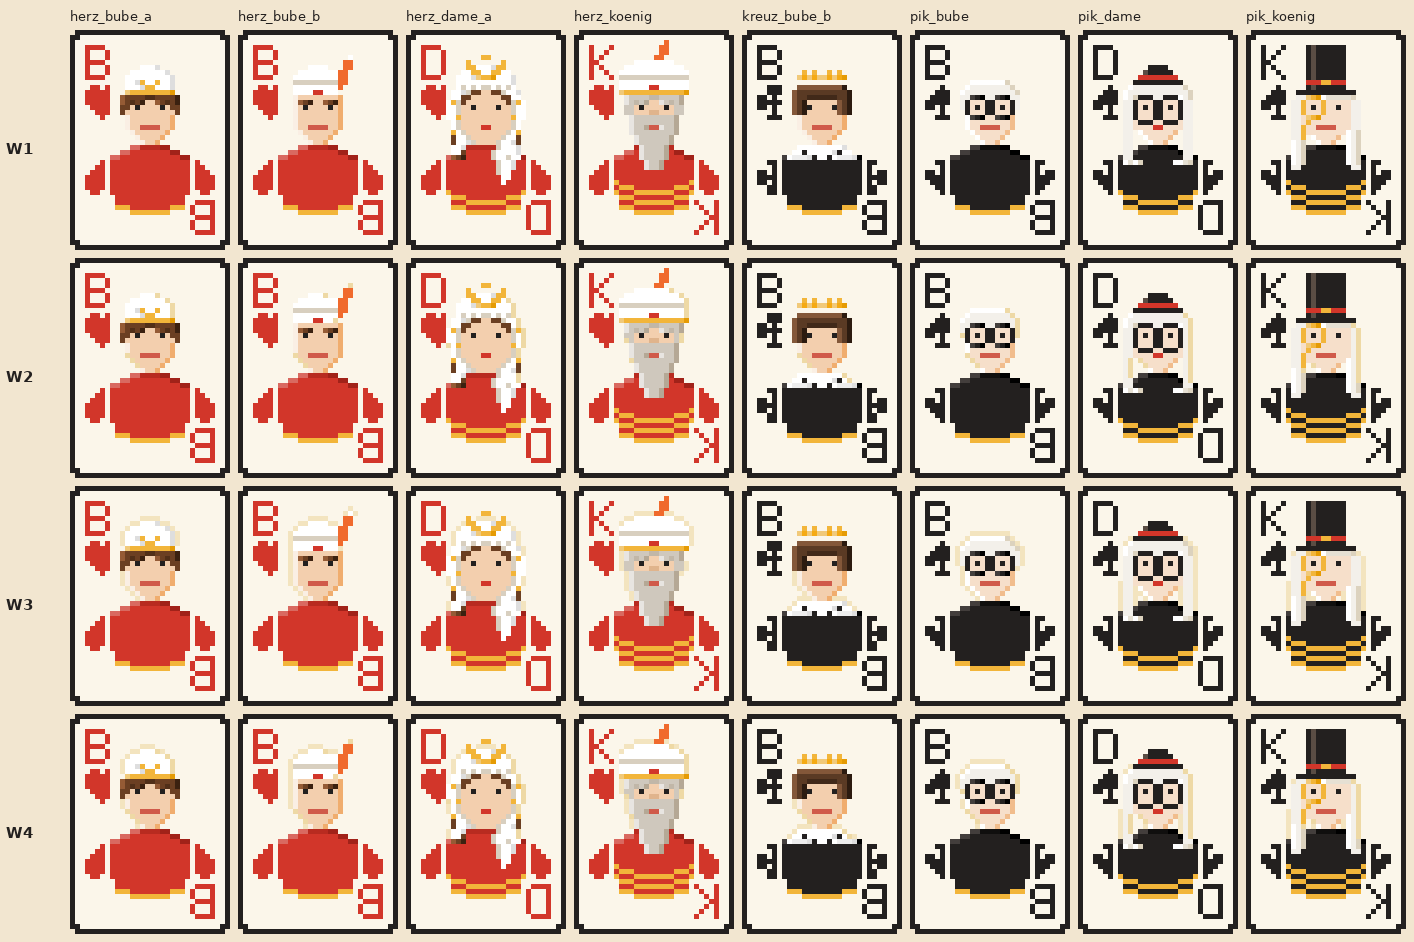 herz_bube_a herz_bube_b herz_dame_a herz_koenig kreuz_bube_b pik_bube pik_dame pik_koenig
W1
B B D K B B D K
B B D K B B D K
W2
B B D K B B D K
B B D K B B D K
W3
B B D K B B D K
B B D K B B D K
W4
B B D K B B D K
B B D K B B D K